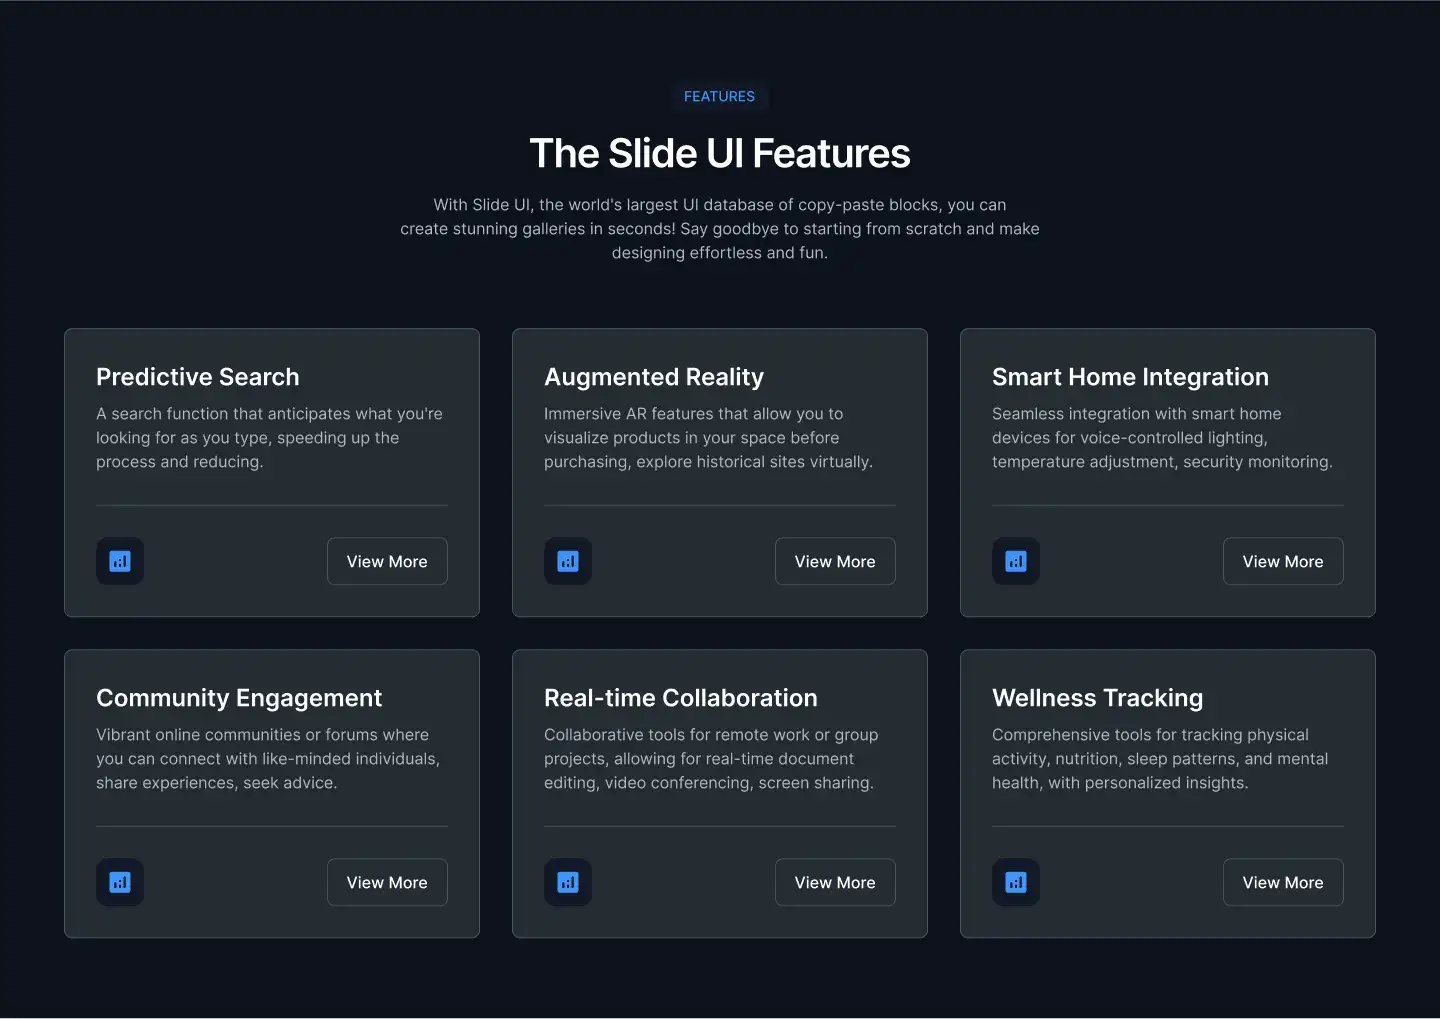 FEATURES
The Slide UI Features
With Slide UI, the world's largest UI database of copy-paste blocks, you can
create stunning galleries in seconds! Say goodbye to starting from scratch and make
designing effortless and fun.
Predictive Search
A search function that anticipates what you're
looking for as you type, speeding up the
process and reducing.
View More
Augmented Reality
Immersive AR features that allow you to
visualize products in your space before
purchasing, explore historical sites virtually.
View More
Smart Home Integration
Seamless integration with smart home
devices for voice-controlled lighting,
temperature adjustment, security monitoring.
View More
Community Engagement
Vibrant online communities or forums where
you can connect with like-minded individuals,
share experiences, seek advice.
View More
Real-time Collaboration
Collaborative tools for remote work or group
projects, allowing for real-time document
editing, video conferencing, screen sharing.
View More
Wellness Tracking
Comprehensive tools for tracking physical
activity, nutrition, sleep patterns, and mental
health, with personalized insights.
View More